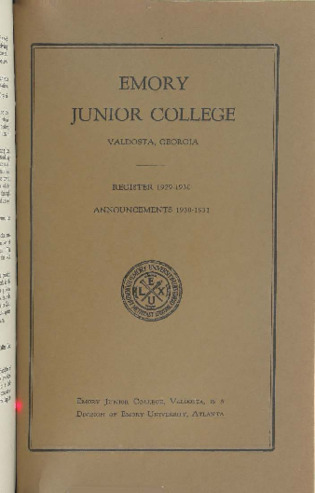 EMORY
JUNIOR COLLEGE
VALDOSTA, GEORGIA
REGISTER 1929-1930
ANNOUNCEMENTS 1930-1931
EMORY JUNIOR COLLEGE, VALDOSTA, IS A
DIVISION OF EMORY UNIVERSITY, ATLANTA